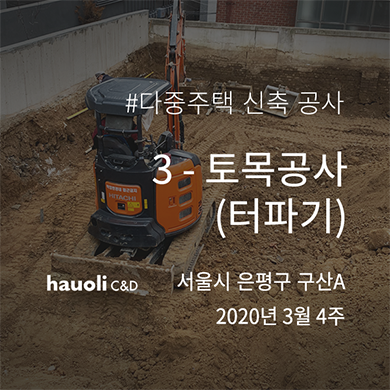 #다중주택 신축 공사
3 - 토목공사
(터파기)
HITACHI
hauoli C&D 서울시 은평구 구산A
2020년 3월 4주